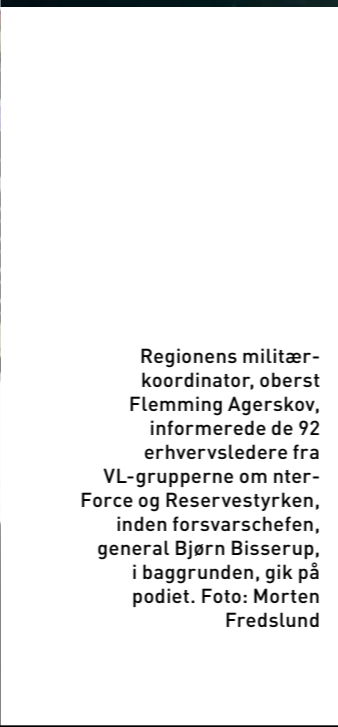 Regionens militær-
koordinator, oberst
Flemming Agerskov,
informerede de 92
erhvervsledere fra
VL-grupperne om nter-
Force og Reservestyrken,
inden forsvarschefen,
general Bjørn Bisserup,
i baggrunden, gik på
podiet. Foto: Morten
Fredslund